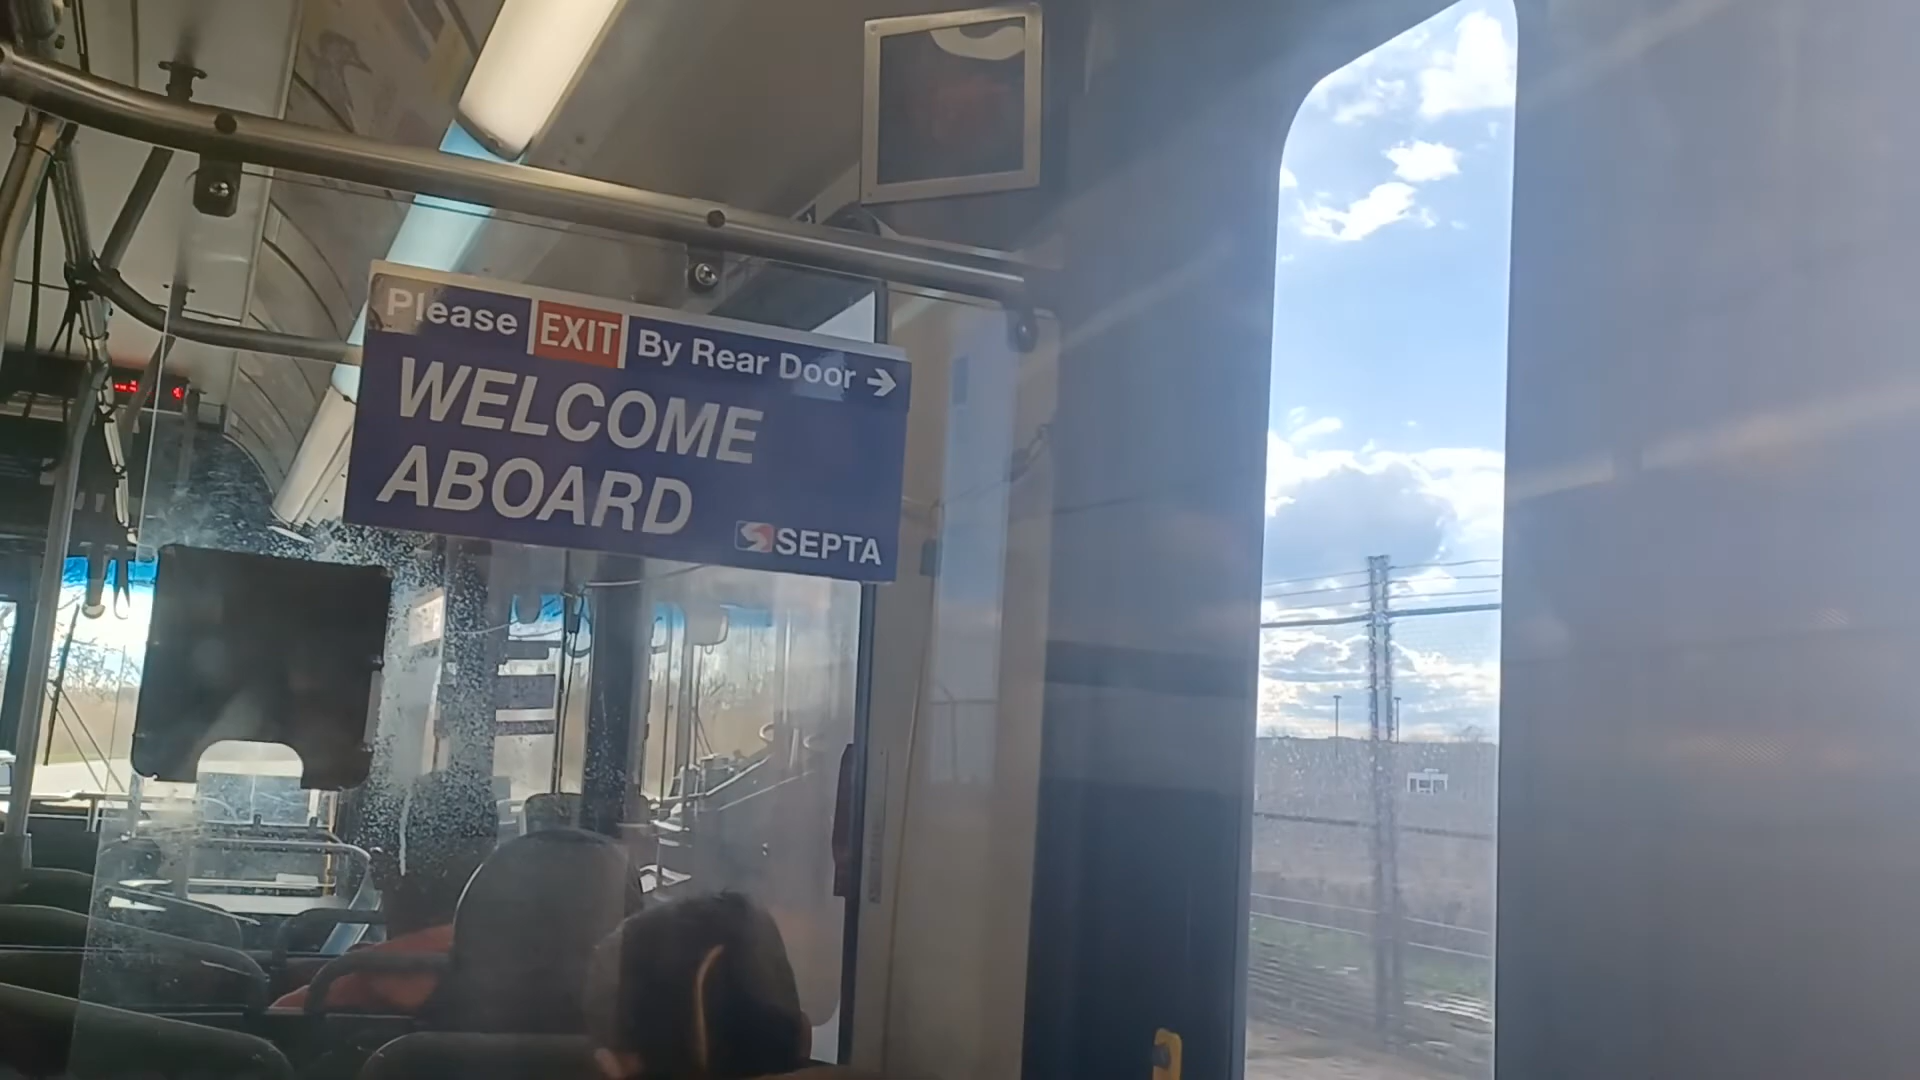 Please EXIT By Rear Door →
WELCOME
ABOARD
SEPTA